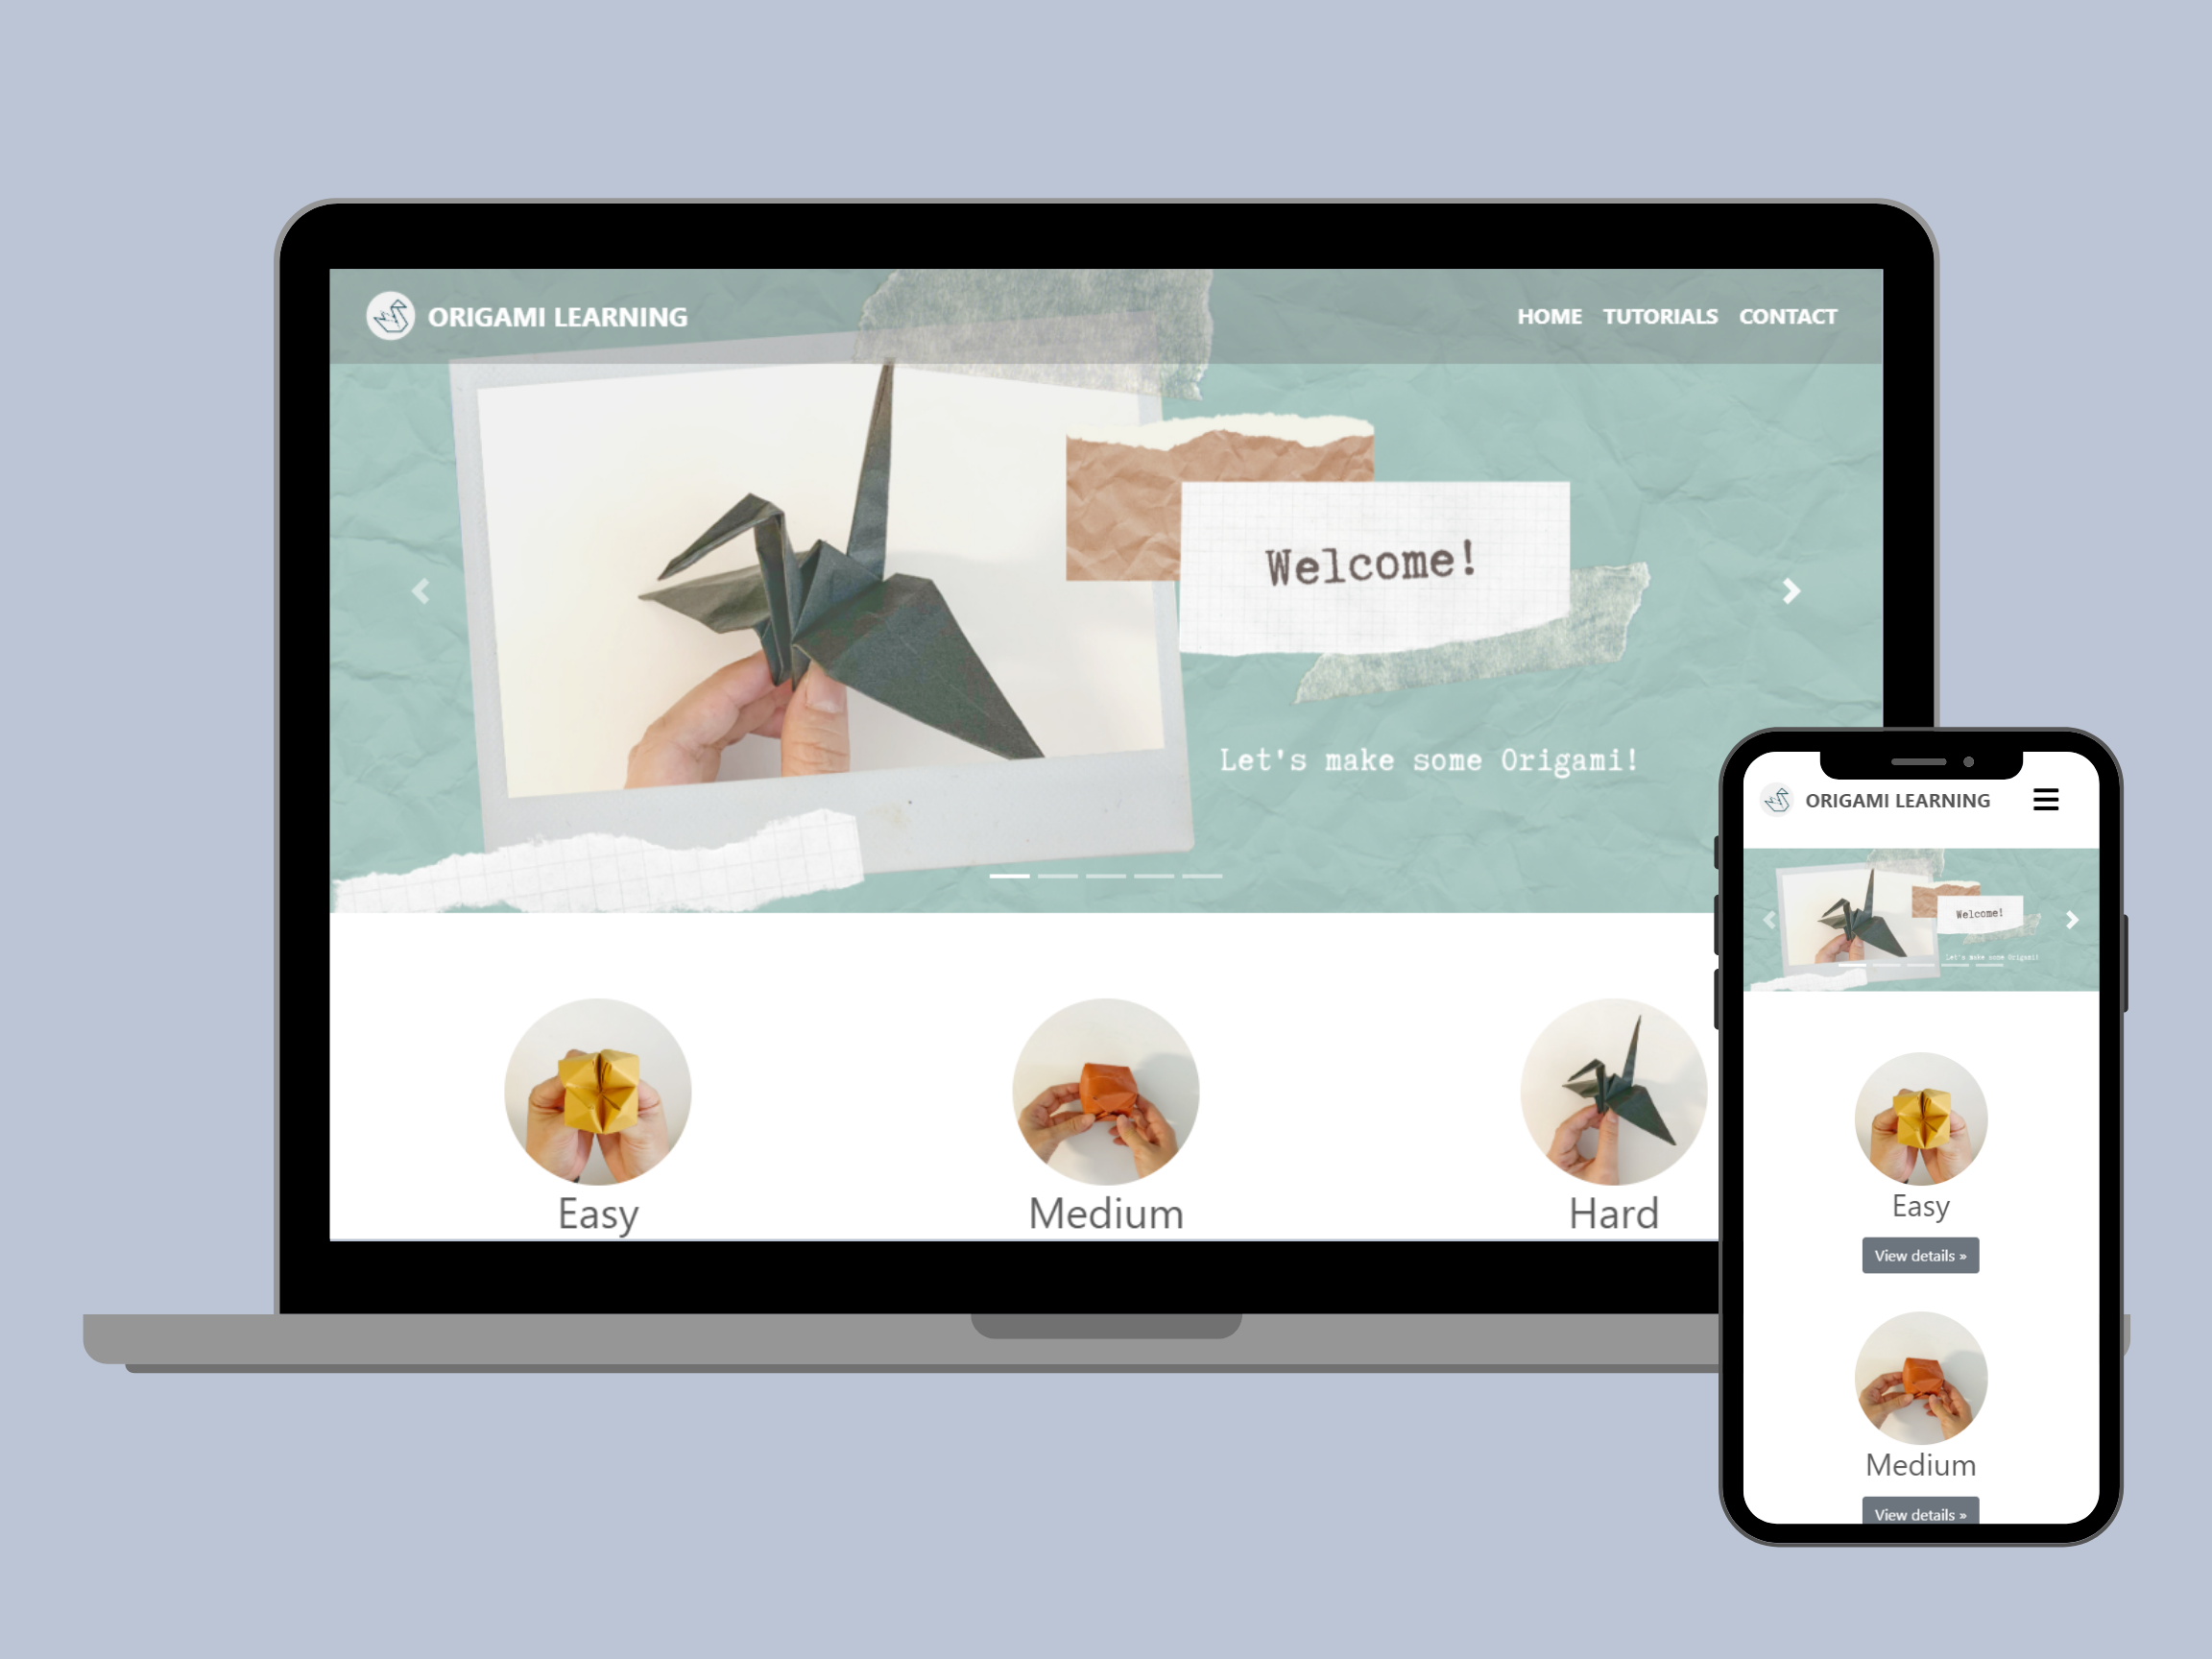 ORIGAMI LEARNING
HOME TUTORIALS CONTACT
Welcome!
Let's make some Origami!
Easy
Medium
Hard
ORIGAMI LEARNING
Welcome!
Let's make some Origami!
Easy
View details »
Medium
View details »